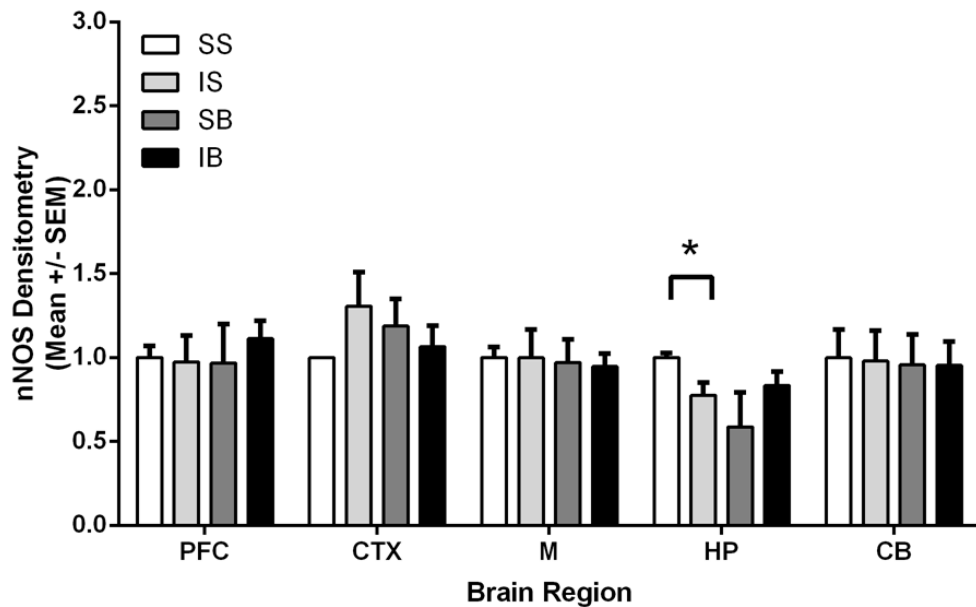 3.0
2.5
2.0
1.5
1.0
0.5
0.0
nNOS Densitometry
(Mean +/- SEM)
SS
IS
SB
IB
*
PFC CTX M HP CB
Brain Region